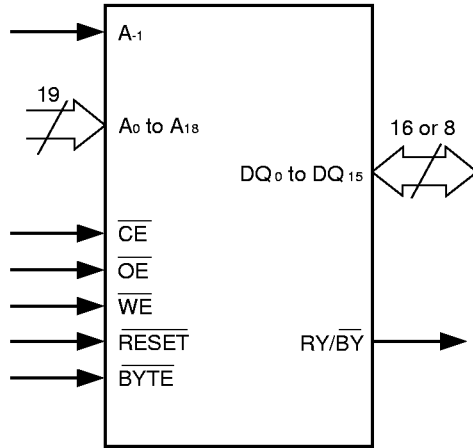 A-1
19
A0 to A18
16 or 8
DQ0 to DQ15
CE
OE
WE
RESET
RY/BY
BYTE